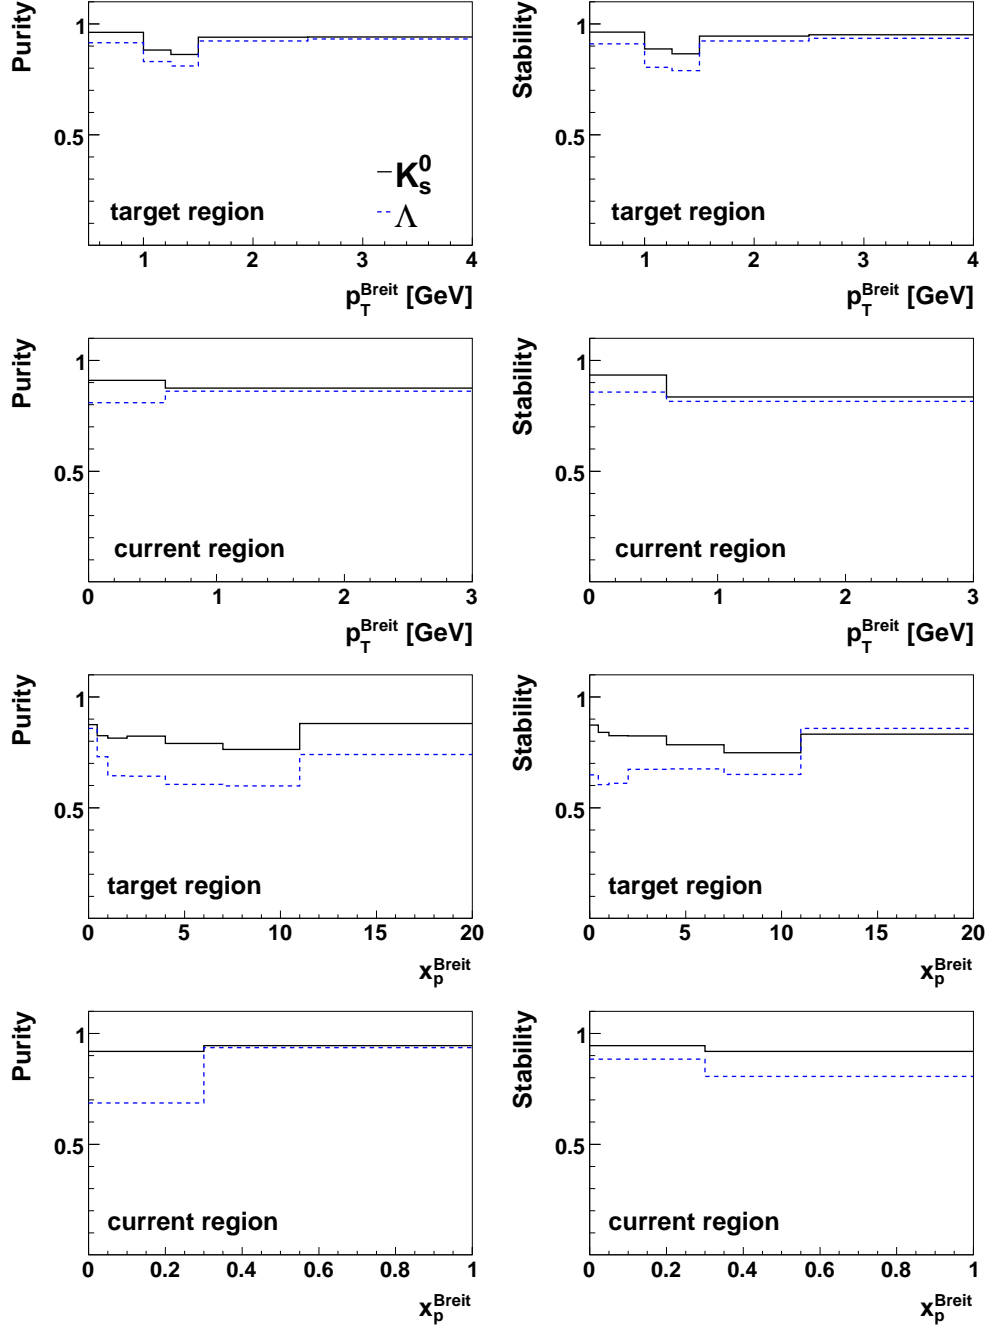 Purity
1
0.5
K_s^0
Λ
target region
1 2 3 4
p_T^Breit [GeV]
Stability
1
0.5
target region
1 2 3 4
p_T^Breit [GeV]
Purity
1
0.5
current region
0 1 2 3
p_T^Breit [GeV]
Stability
1
0.5
current region
0 1 2 3
p_T^Breit [GeV]
Purity
1
0.5
target region
0 5 10 15 20
x_p^Breit
Stability
1
0.5
target region
0 5 10 15 20
x_p^Breit
Purity
1
0.5
current region
0 0.2 0.4 0.6 0.8 1
x_p^Breit
Stability
1
0.5
current region
0 0.2 0.4 0.6 0.8 1
x_p^Breit